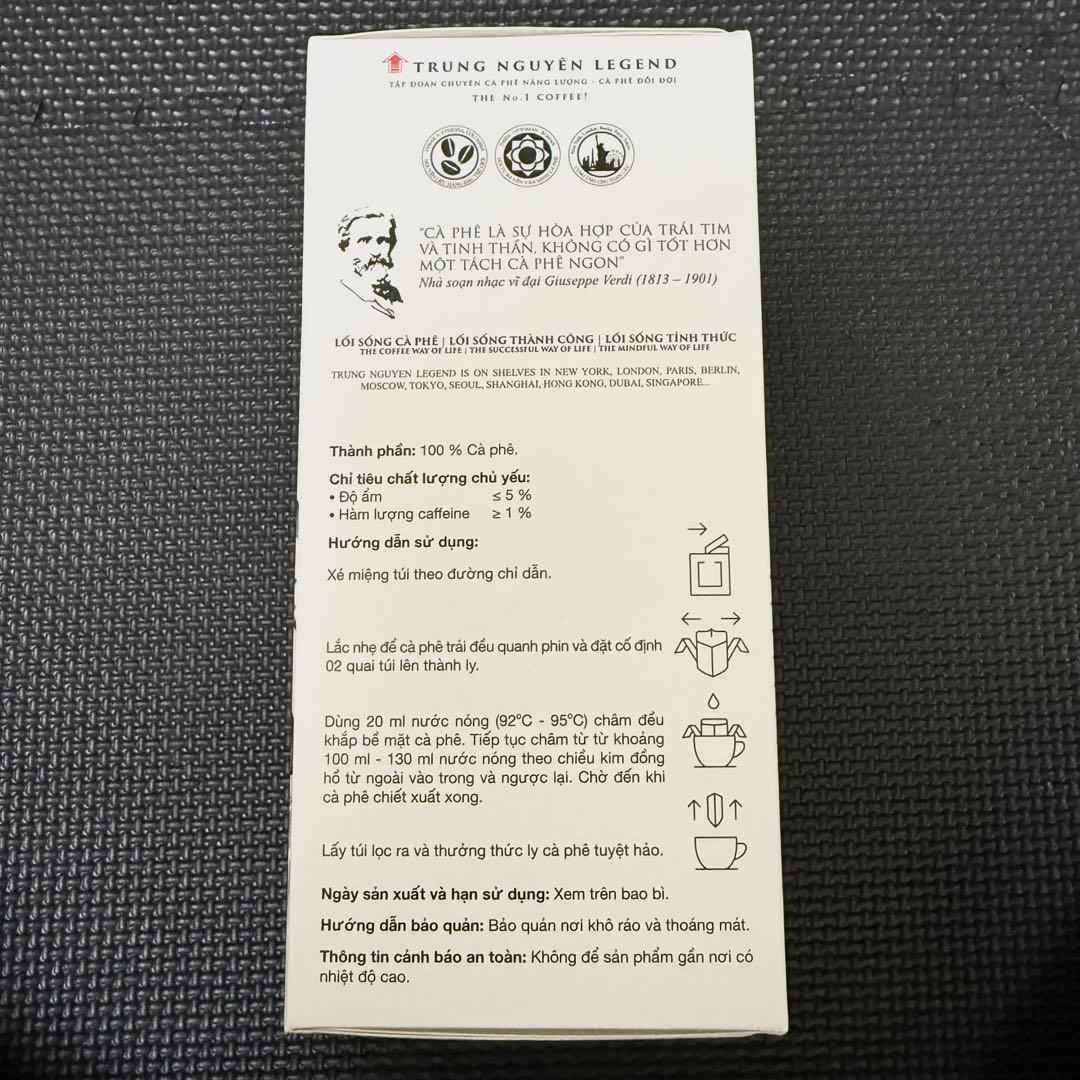 TRUNG NGUYÊN LEGEND
TẬP ĐOÀN CHUYÊN CÀ PHÊ NĂNG LƯỢNG - CÀ PHÊ ĐỔI ĐỜI
THE No.1 COFFEE!
"CÀ PHÊ LÀ SỰ HÒA HỢP CỦA TRÁI TIM
VÀ TINH THẦN, KHÔNG CÓ GÌ TỐT HƠN
MỘT TÁCH CÀ PHÊ NGON"
Nhà soạn nhạc vĩ đại Giuseppe Verdi (1813 – 1901)
LỐI SỐNG CÀ PHÊ | LỐI SỐNG THÀNH CÔNG | LỐI SỐNG TỈNH THỨC
THE COFFEE WAY OF LIFE | THE SUCCESSFUL WAY OF LIFE | THE MINDFUL WAY OF LIFE
TRUNG NGUYEN LEGEND IS ON SHELVES IN NEW YORK, LONDON, PARIS, BERLIN,
MOSCOW, TOKYO, SEOUL, SHANGHAI, HONG KONG, DUBAI, SINGAPORE...
Thành phần: 100 % Cà phê.
Chỉ tiêu chất lượng chủ yếu:
• Độ ẩm ≤ 5 %
• Hàm lượng caffeine ≥ 1 %
Hướng dẫn sử dụng:
Xé miệng túi theo đường chỉ dẫn.
Lắc nhẹ để cà phê trải đều quanh phin và đặt cố định
02 quai túi lên thành ly.
Dùng 20 ml nước nóng (92°C - 95°C) châm đều
khắp bề mặt cà phê. Tiếp tục châm từ từ khoảng
100 ml - 130 ml nước nóng theo chiều kim đồng
hồ từ ngoài vào trong và ngược lại. Chờ đến khi
cà phê chiết xuất xong.
Lấy túi lọc ra và thưởng thức ly cà phê tuyệt hảo.
Ngày sản xuất và hạn sử dụng: Xem trên bao bì.
Hướng dẫn bảo quản: Bảo quản nơi khô ráo và thoáng mát.
Thông tin cảnh báo an toàn: Không để sản phẩm gần nơi có
nhiệt độ cao.